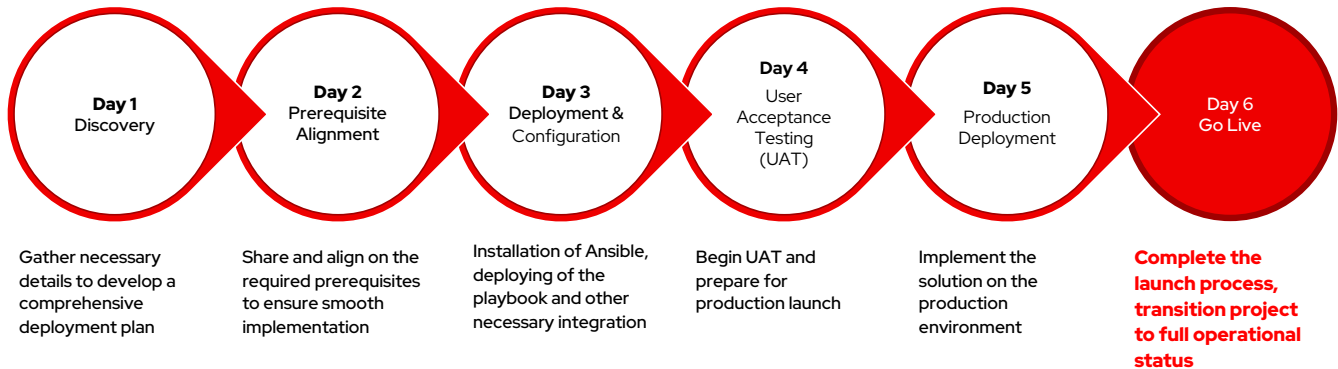 Day 1
Discovery
Day 2
Prerequisite
Alignment
Day 3
Deployment &
Configuration
Day 4
User
Acceptance
Testing
(UAT)
Day 5
Production
Deployment
Day 6
Go Live
Gather necessary
details to develop a
comprehensive
deployment plan
Share and align on the
required prerequisites
to ensure smooth
implementation
Installation of Ansible,
deploying of the
playbook and other
necessary integration
Begin UAT and
prepare for
production launch
Implement the
solution on the
production
environment
Complete the
launch process,
transition project
to full operational
status